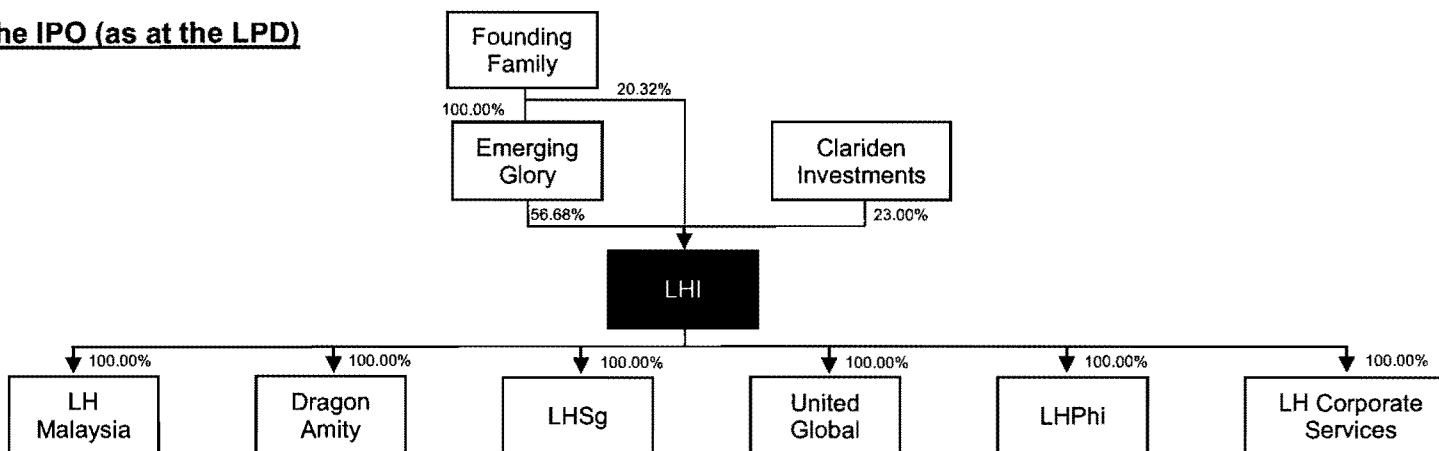 he IPO (as at the LPD)
Founding
Family
20.32%
100.00%
Emerging
Glory
Clariden
Investments
56.68%
23.00%
LHI
100.00%
100.00%
100.00%
100.00%
100.00%
100.00%
LH
Malaysia
Dragon
Amity
LHSg
United
Global
LHPhi
LH Corporate
Services